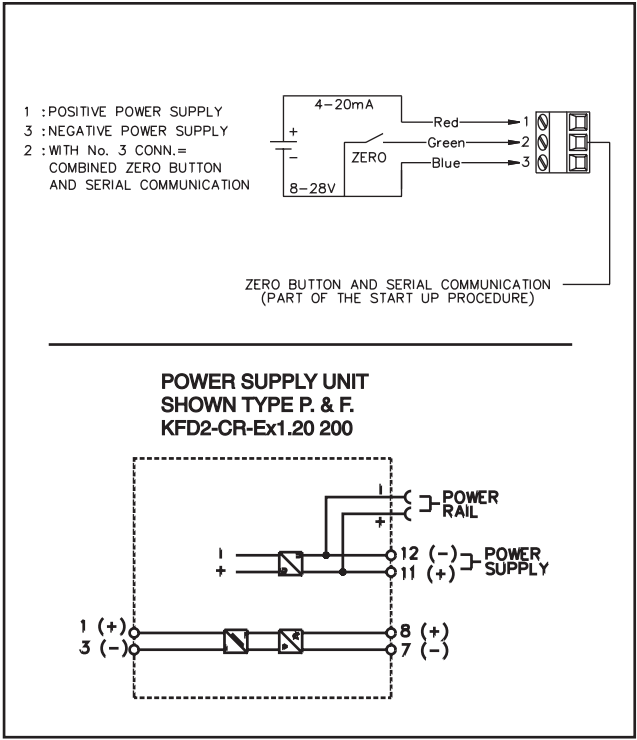 1 : POSITIVE POWER SUPPLY
3 : NEGATIVE POWER SUPPLY
2 : WITH No. 3 CONN.=
COMBINED ZERO BUTTON
AND SERIAL COMMUNICATION
4-20mA
+
−
8-28V
ZERO
Red 1
Green 2
Blue 3
ZERO BUTTON AND SERIAL COMMUNICATION
(PART OF THE START UP PROCEDURE)
POWER SUPPLY UNIT
SHOWN TYPE P. & F.
KFD2-CR-Ex1.20 200
POWER
RAIL
+
+
12 (-)
11 (+)
POWER
SUPPLY
1 (+)
3 (-)
8 (+)
7 (-)